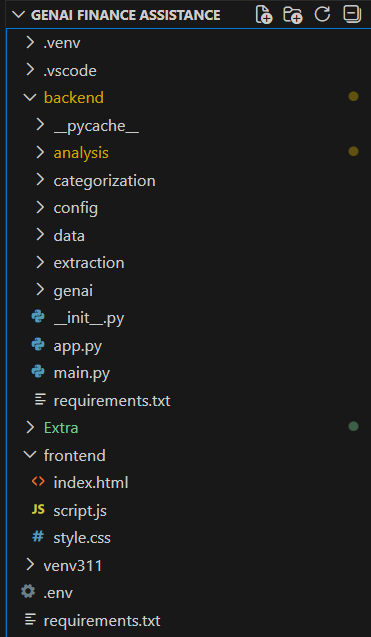 GENAI FINANCE ASSISTANCE
.venv
.vscode
backend
__pycache__
analysis
categorization
config
data
extraction
genai
__init__.py
app.py
main.py
requirements.txt
Extra
frontend
<> index.html
JS script.js
# style.css
venv311
.env
requirements.txt